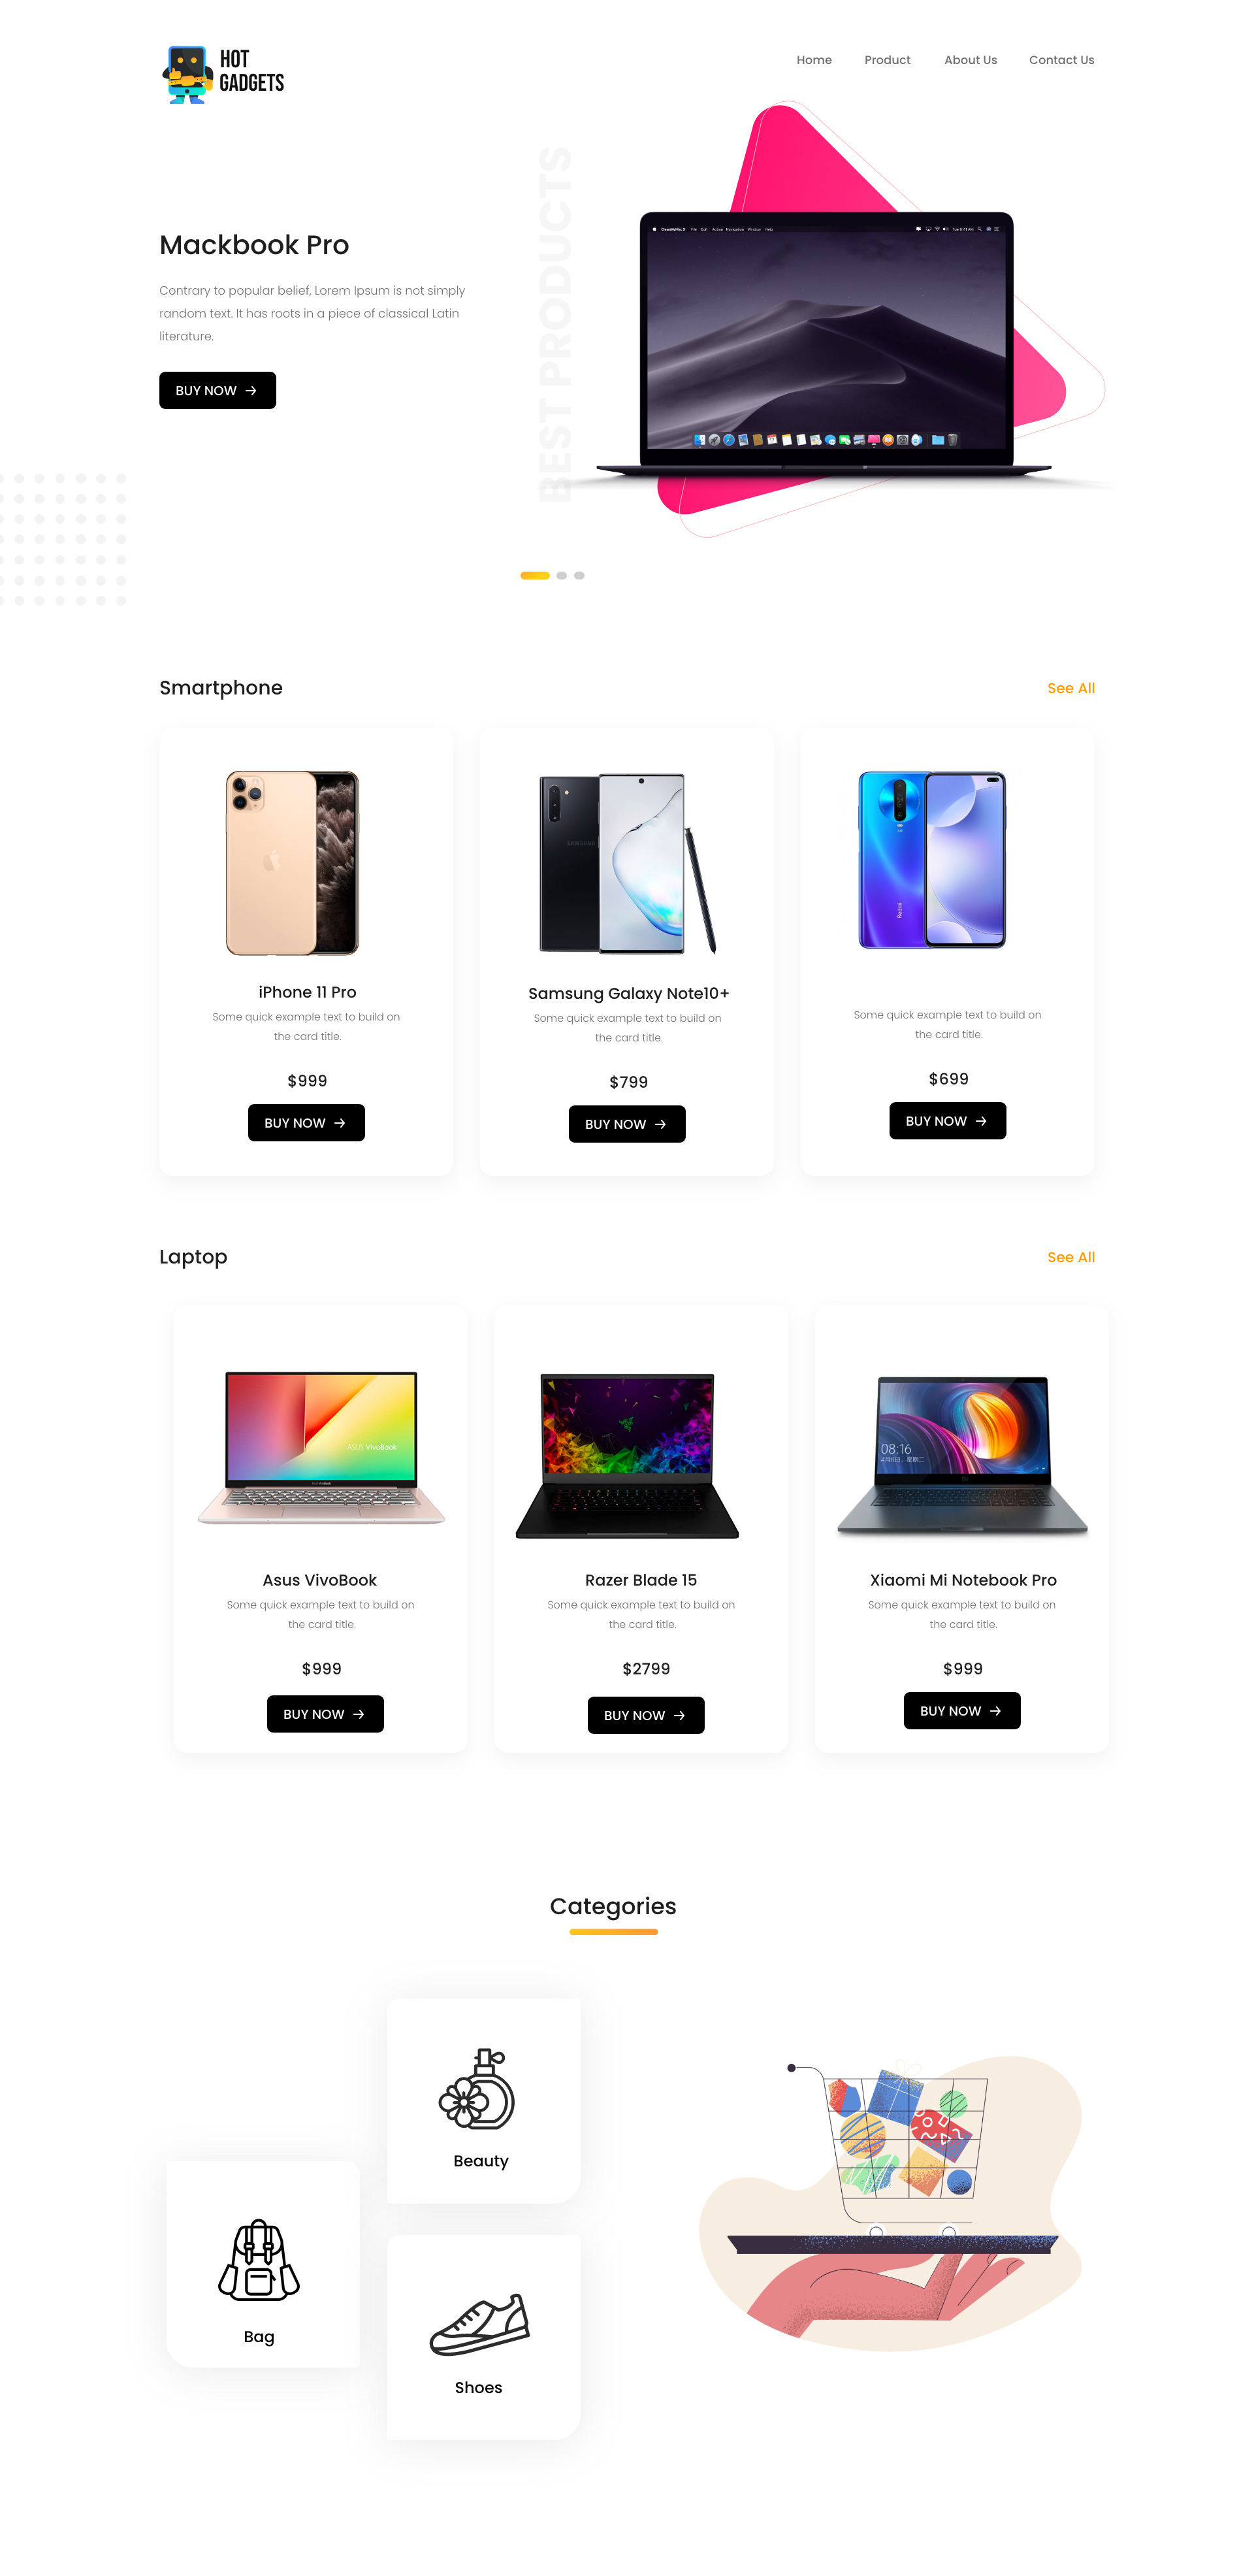 HOT
GADGETS
Home Product About Us Contact Us
BEST PRODUCTS
Mackbook Pro
Contrary to popular belief, Lorem Ipsum is not simply
random text. It has roots in a piece of classical Latin
literature.
BUY NOW
Smartphone
See All
SAMSUNG
Redmi
iPhone 11 Pro
Some quick example text to build on
the card title.
$999
BUY NOW
Samsung Galaxy Note10+
Some quick example text to build on
the card title.
$799
BUY NOW
Some quick example text to build on
the card title.
$699
BUY NOW
Laptop
See All
ASUS VivoBook
08:16
Asus VivoBook
Some quick example text to build on
the card title.
$999
BUY NOW
Razer Blade 15
Some quick example text to build on
the card title.
$2799
BUY NOW
Xiaomi Mi Notebook Pro
Some quick example text to build on
the card title.
$999
BUY NOW
Categories
Beauty
Bag
Shoes